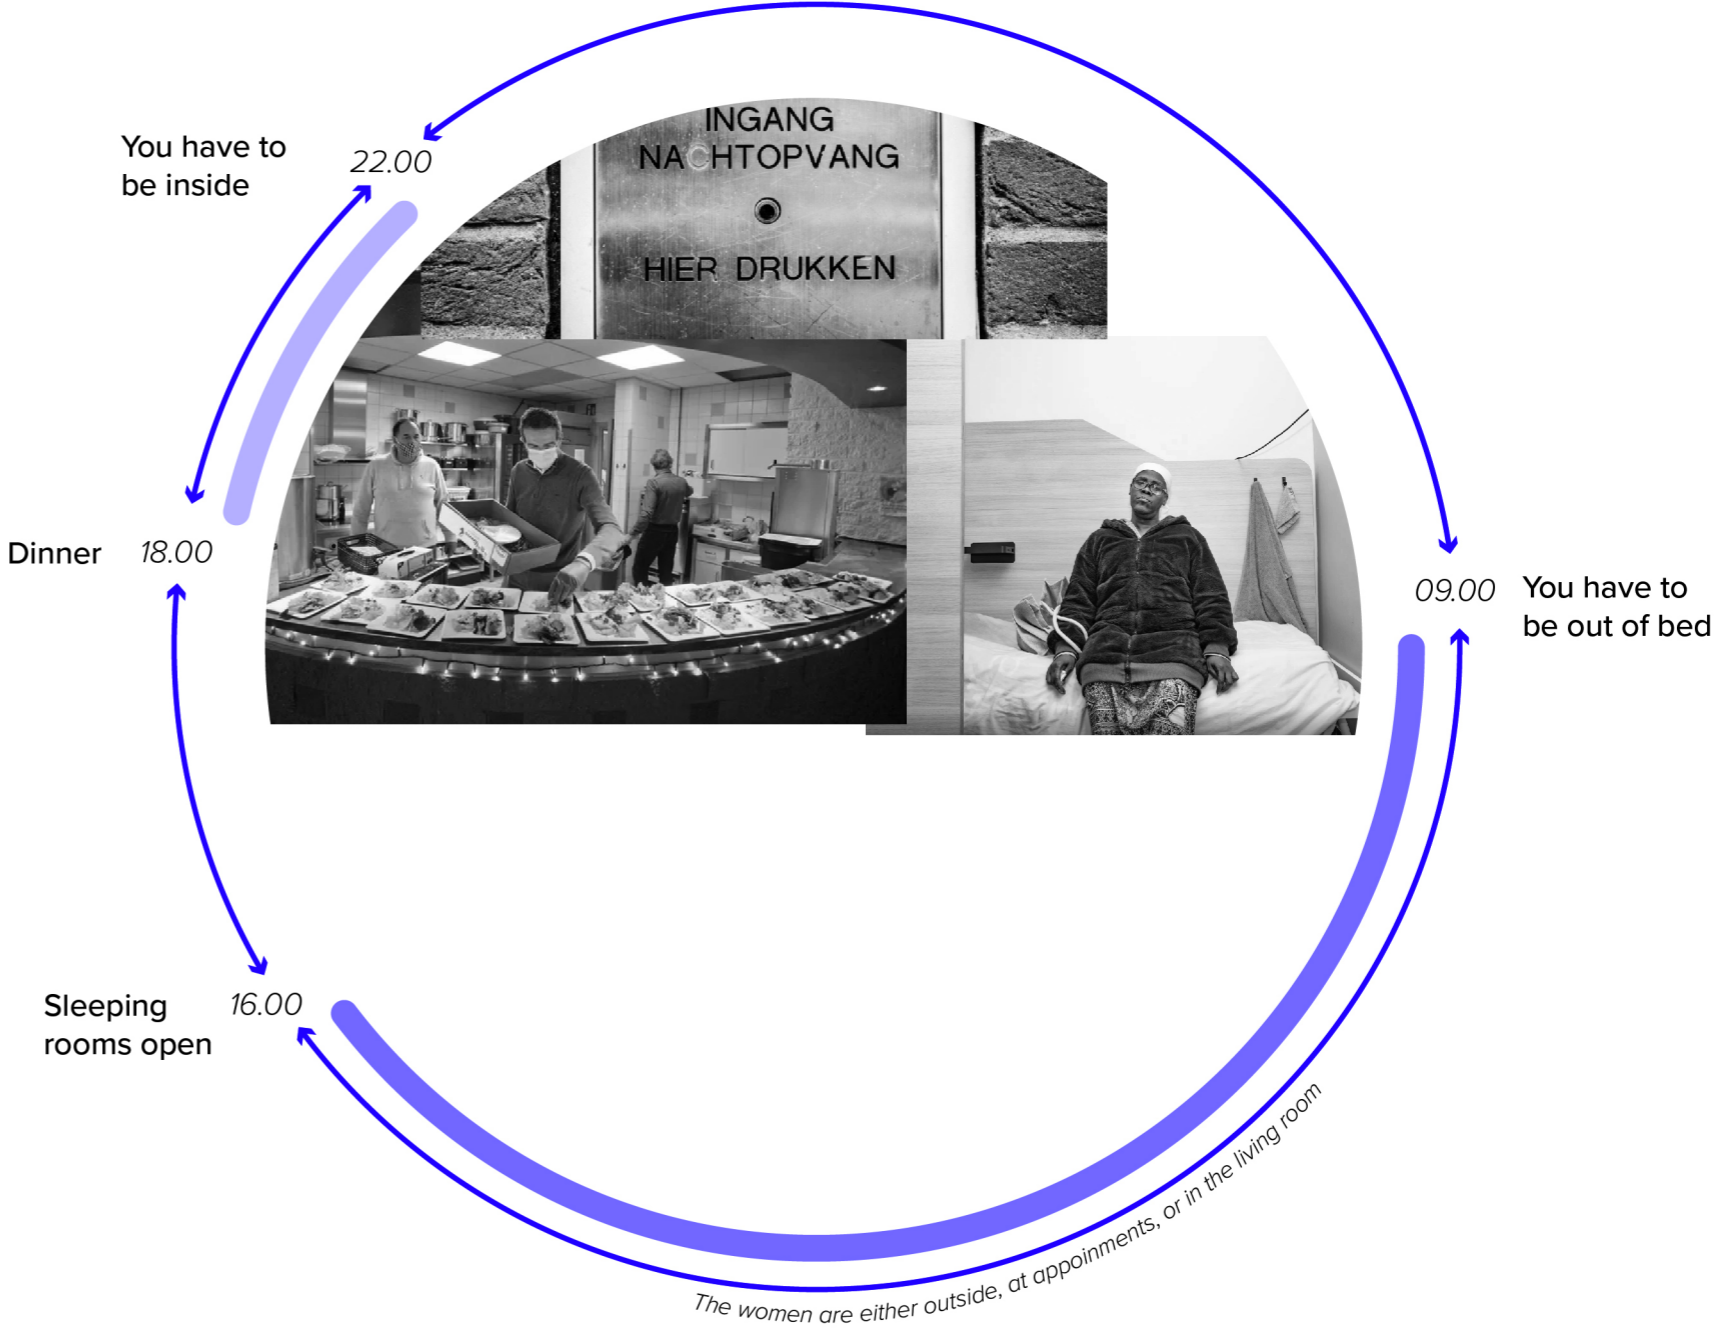 You have to
be inside
22.00
INGANG
NACHTOPVANG
HIER DRUKKEN
Dinner
18.00
09.00
You have to
be out of bed
Sleeping
rooms open
16.00
The women are either outside, at appoinments, or in the living room